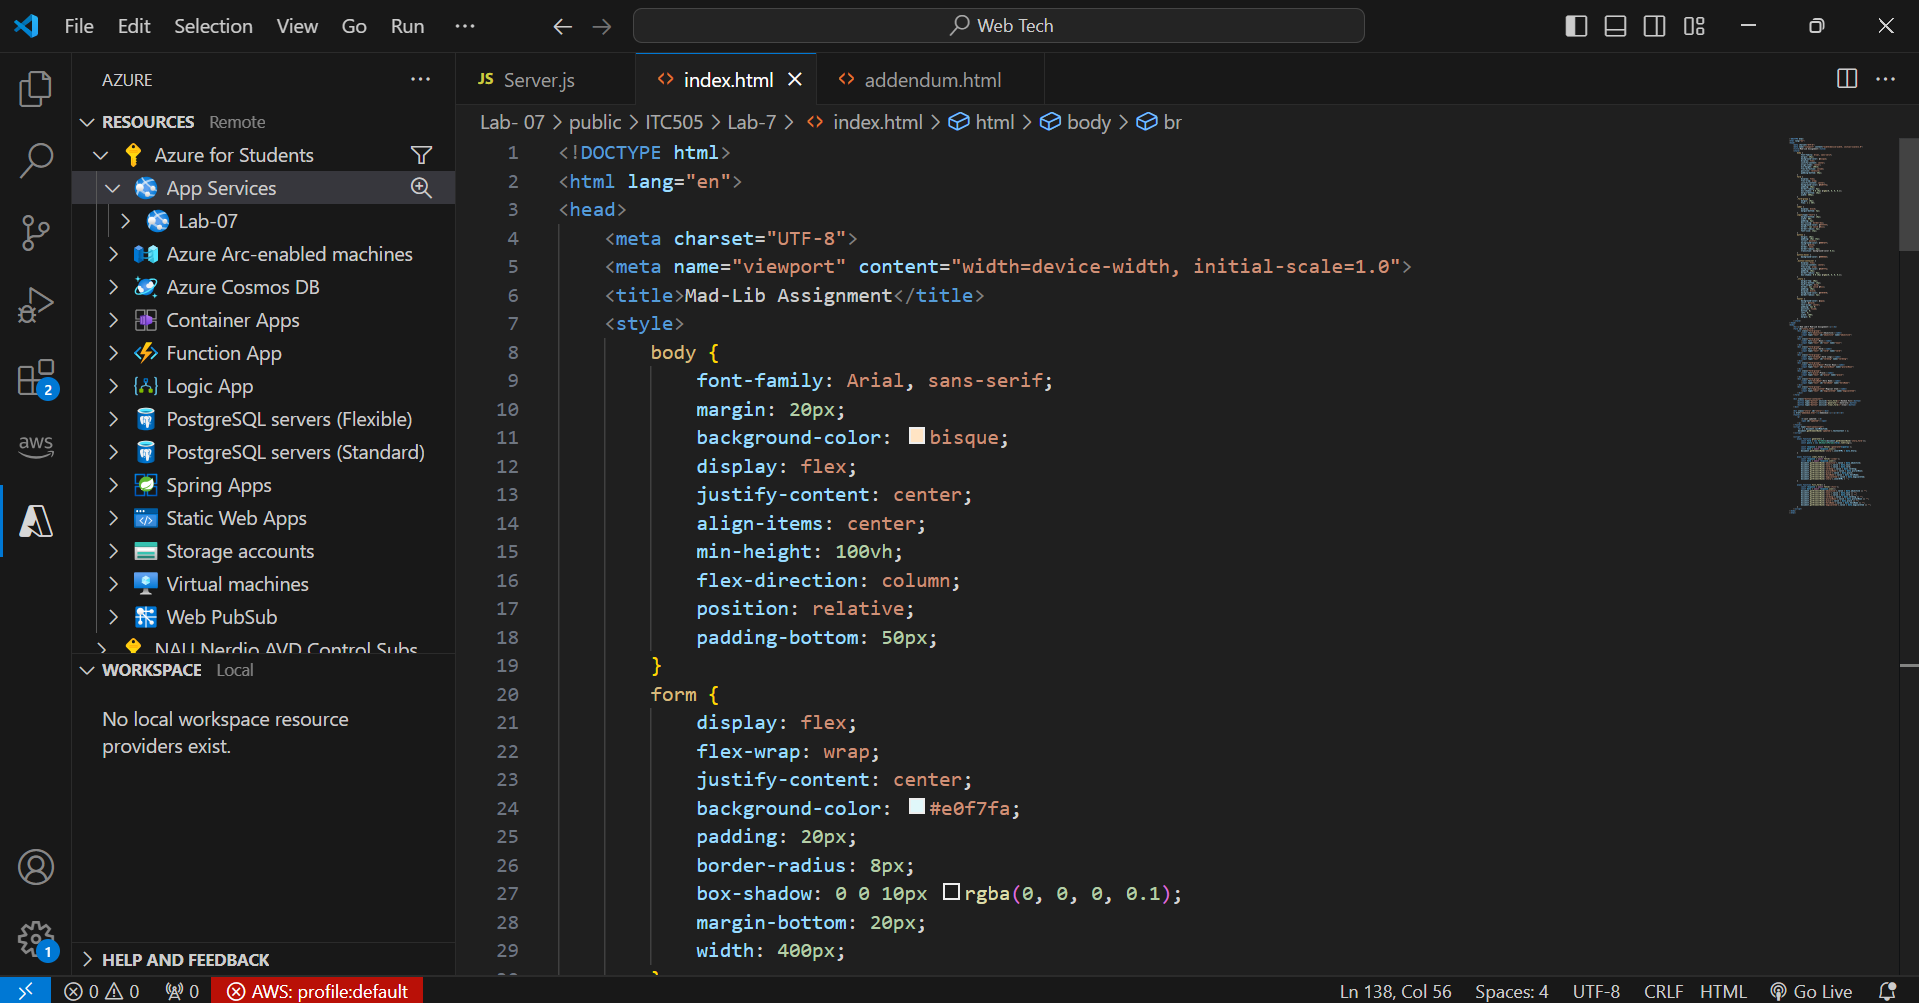 File Edit Selection View Go Run ··· Web Tech
AZURE ···
RESOURCES Remote
Azure for Students
App Services
Lab-07
Azure Arc-enabled machines
Azure Cosmos DB
Container Apps
Function App
Logic App
PostgreSQL servers (Flexible)
PostgreSQL servers (Standard)
Spring Apps
Static Web Apps
Storage accounts
Virtual machines
Web PubSub
NAU Nerdio AVD Control Subs
WORKSPACE Local
No local workspace resource
providers exist.
HELP AND FEEDBACK
2
aws
1
JS Server.js <> index.html <> addendum.html ···
Lab- 07 > public > ITC505 > Lab-7 > <> index.html > html > body > br
1 <!DOCTYPE html>
2 <html lang="en">
3 <head>
4 <meta charset="UTF-8">
5 <meta name="viewport" content="width=device-width, initial-scale=1.0">
6 <title>Mad-Lib Assignment</title>
7 <style>
8 body {
9 font-family: Arial, sans-serif;
10 margin: 20px;
11 background-color: bisque;
12 display: flex;
13 justify-content: center;
14 align-items: center;
15 min-height: 100vh;
16 flex-direction: column;
17 position: relative;
18 padding-bottom: 50px;
19 }
20 form {
21 display: flex;
22 flex-wrap: wrap;
23 justify-content: center;
24 background-color: #e0f7fa;
25 padding: 20px;
26 border-radius: 8px;
27 box-shadow: 0 0 10px rgba(0, 0, 0, 0.1);
28 margin-bottom: 20px;
29 width: 400px;
0 0 0 AWS: profile:default Ln 138, Col 56 Spaces: 4 UTF-8 CRLF HTML Go Live